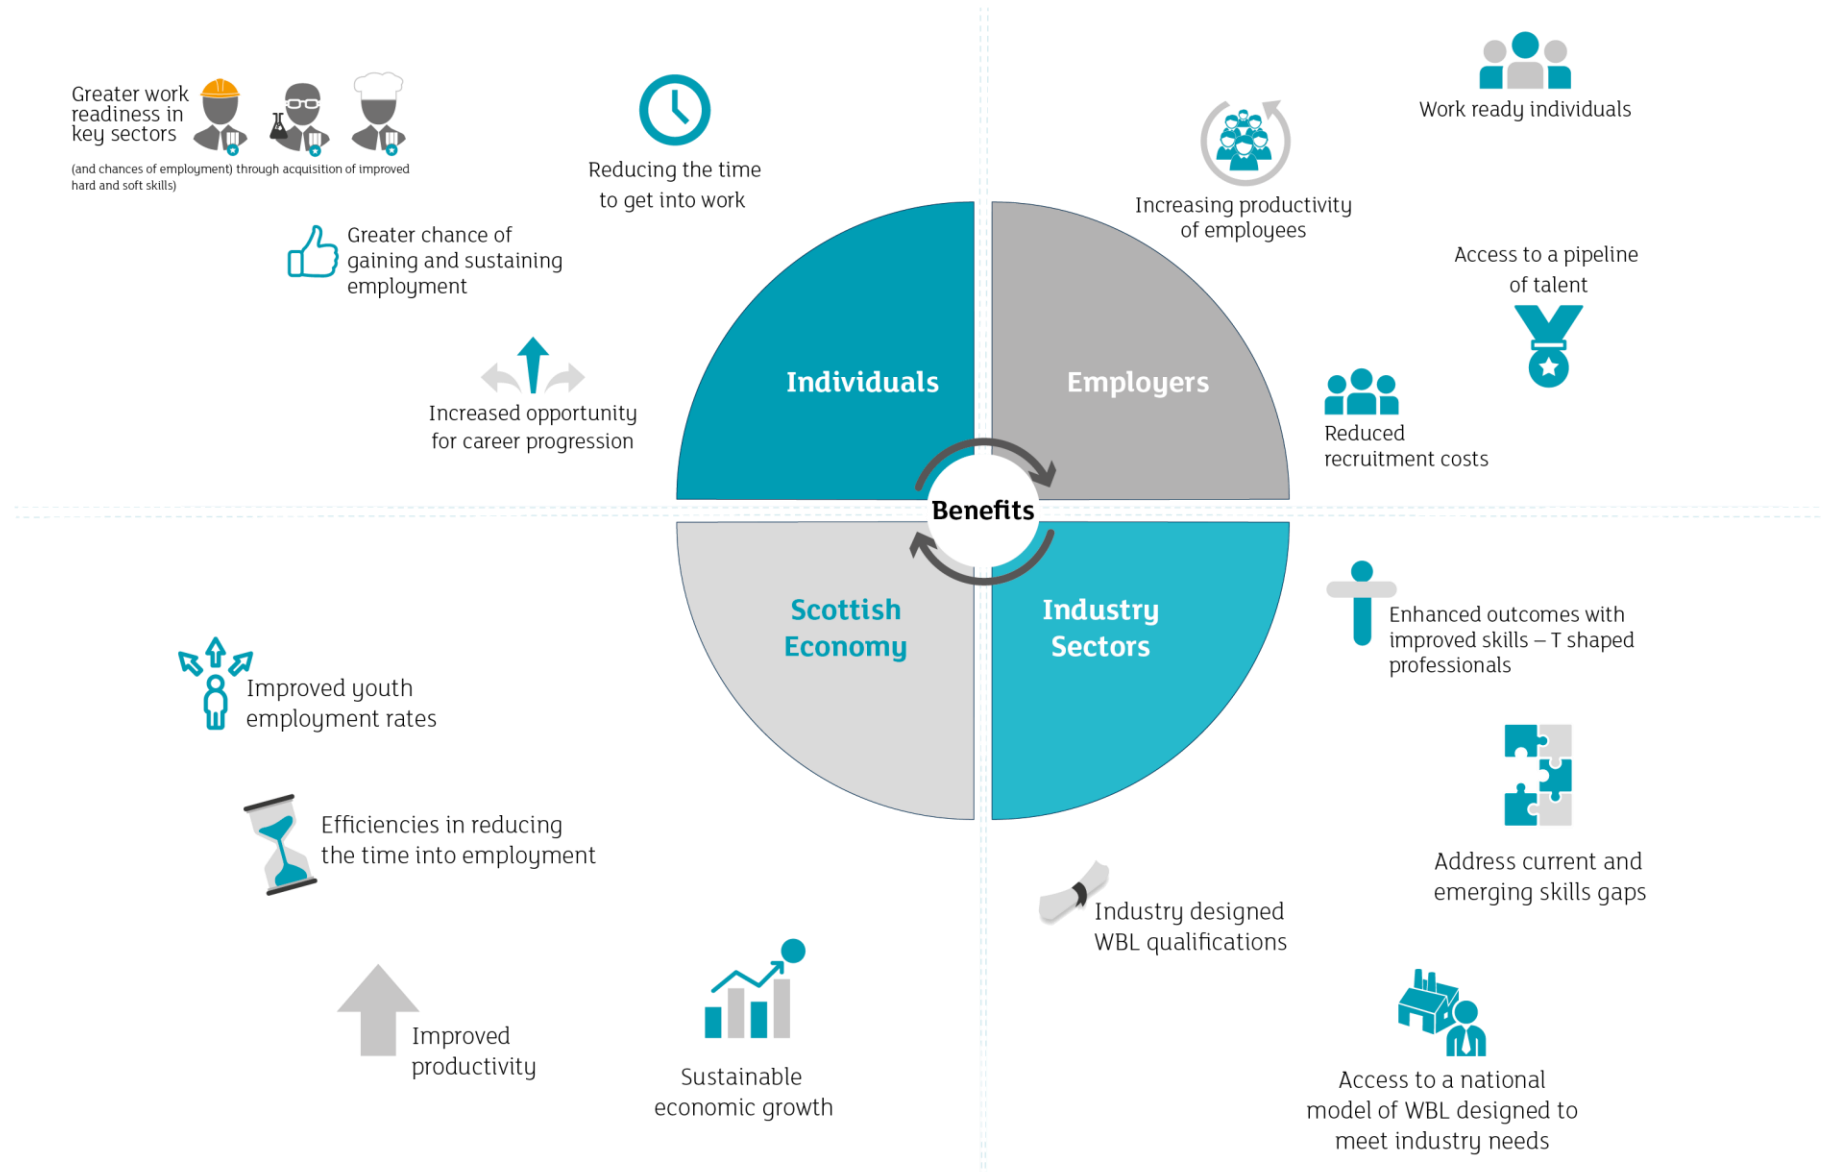 Greater work
readiness in
key sectors
(and chances of employment) through acquisition of improved
hard and soft skills)
Reducing the time
to get into work
Greater chance of
gaining and sustaining
employment
Increased opportunity
for career progression
Individuals
Work ready individuals
Increasing productivity
of employees
Access to a pipeline
of talent
Reduced
recruitment costs
Employers
Benefits
Scottish
Economy
Improved youth
employment rates
Efficiencies in reducing
the time into employment
Improved
productivity
Sustainable
economic growth
Industry
Sectors
Enhanced outcomes with
improved skills – T shaped
professionals
Address current and
emerging skills gaps
Industry designed
WBL qualifications
Access to a national
model of WBL designed to
meet industry needs